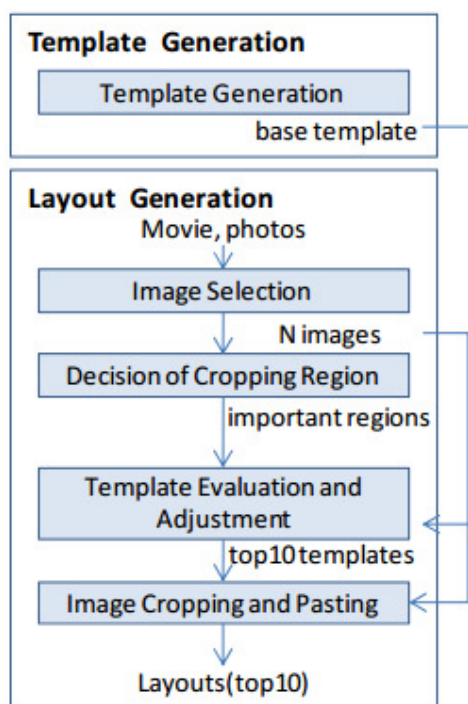 Template Generation
Template Generation
base template
Layout Generation
Movie, photos
Image Selection
N images
Decision of Cropping Region
important regions
Template Evaluation and
Adjustment
top10 templates
Image Cropping and Pasting
Layouts(top10)